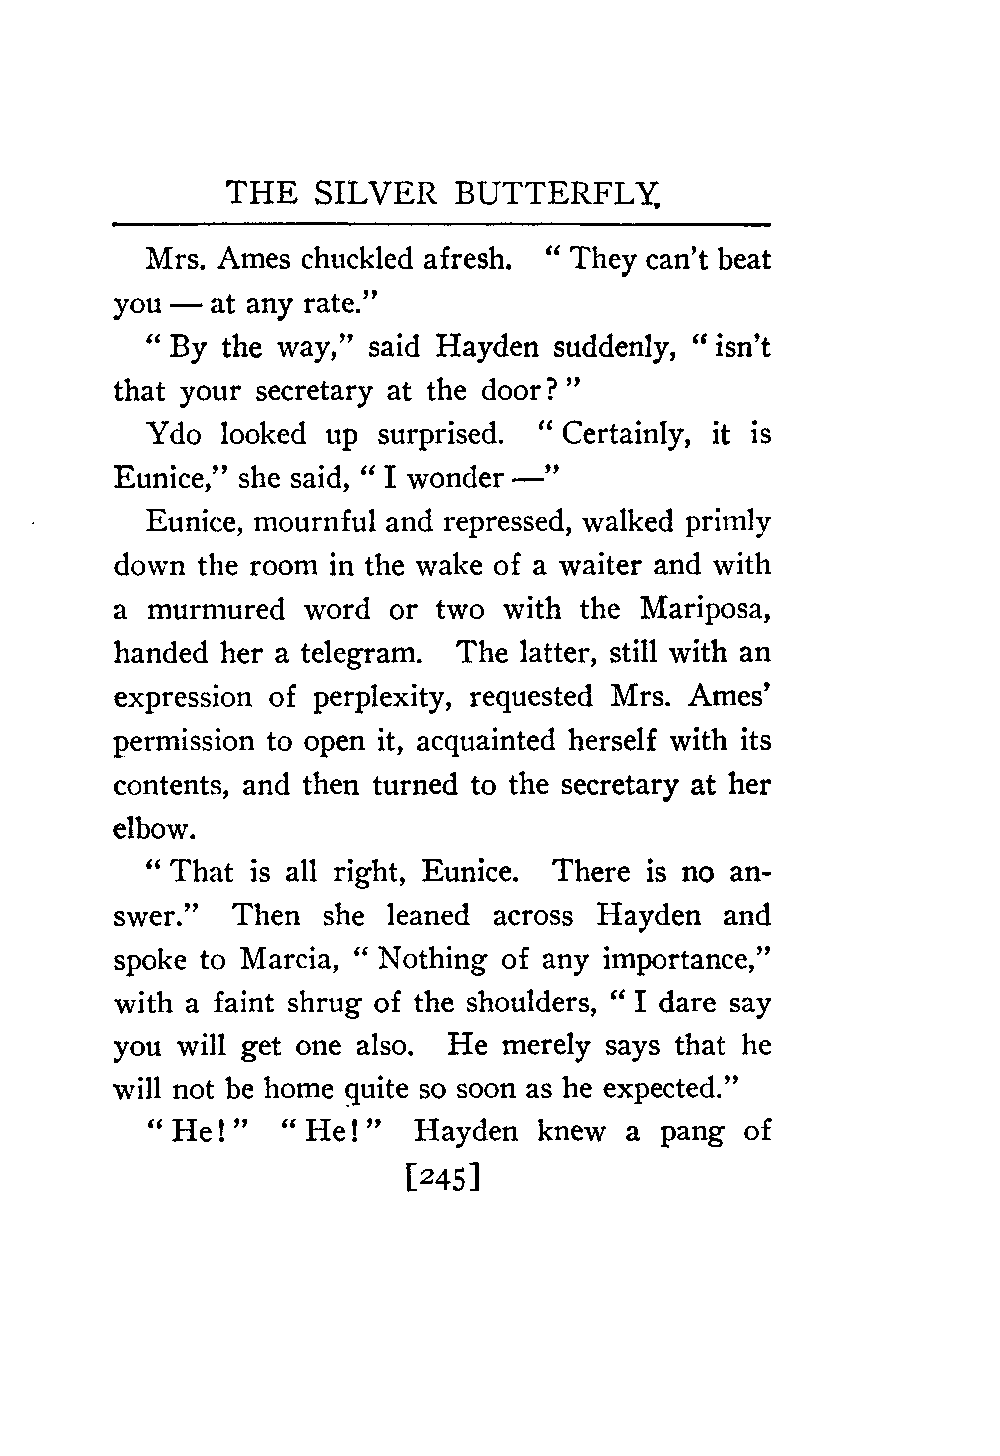 THE SILVER BUTTERFLY.
Mrs. Ames chuckled afresh. “ They can't beat
you — at any rate.”
“ By the way,” said Hayden suddenly, “ isn't
that your secretary at the door? ”
Ydo looked up surprised. “ Certainly, it is
Eunice,” she said, “ I wonder —”
Eunice, mournful and repressed, walked primly
down the room in the wake of a waiter and with
a murmured word or two with the Mariposa,
handed her a telegram. The latter, still with an
expression of perplexity, requested Mrs. Ames'
permission to open it, acquainted herself with its
contents, and then turned to the secretary at her
elbow.
“ That is all right, Eunice. There is no an-
swer.” Then she leaned across Hayden and
spoke to Marcia, “ Nothing of any importance,”
with a faint shrug of the shoulders, “ I dare say
you will get one also. He merely says that he
will not be home quite so soon as he expected.”
“ He! ” “ He! ” Hayden knew a pang of
[245]